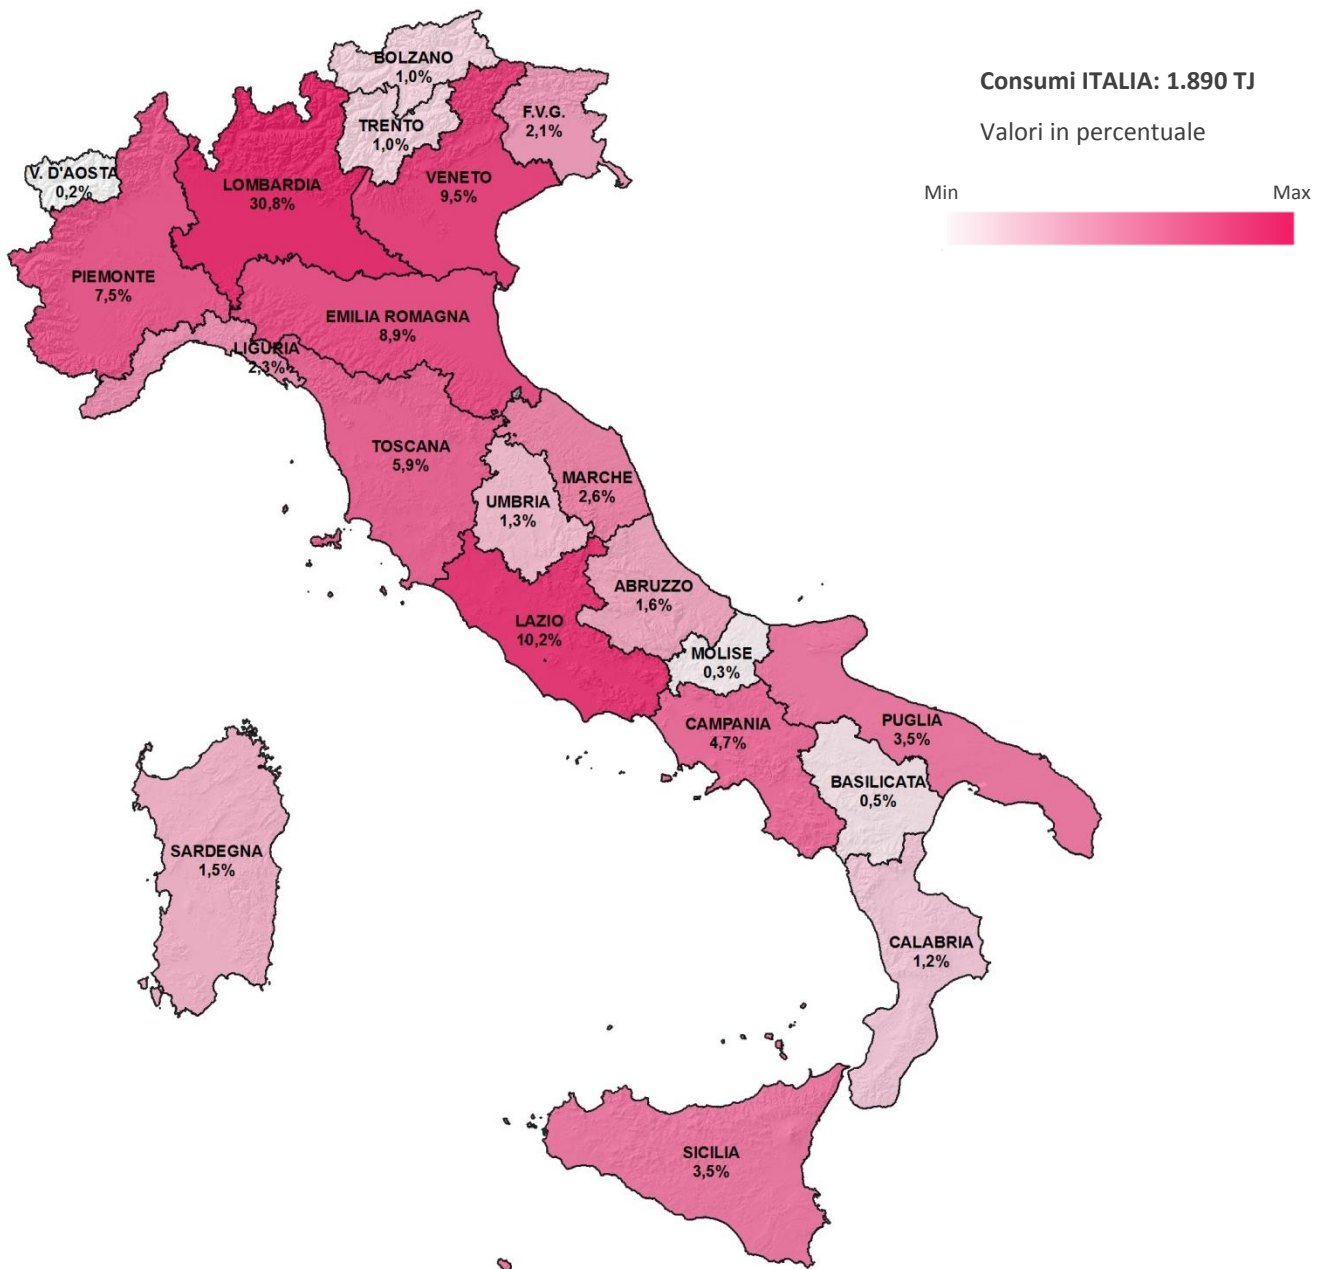 Consumi ITALIA: 1.890 TJ
Valori in percentuale
Min
Max
BOLZANO
1,0%
TRENTO
1,0%
F.V.G.
2,1%
V. D'AOSTA
0,2%
LOMBARDIA
30,8%
VENETO
9,5%
PIEMONTE
7,5%
EMILIA ROMAGNA
8,9%
LIGURIA
2,3%
TOSCANA
5,9%
MARCHE
2,6%
UMBRIA
1,3%
ABRUZZO
1,6%
LAZIO
10,2%
MOLISE
0,3%
CAMPANIA
4,7%
PUGLIA
3,5%
BASILICATA
0,5%
SARDEGNA
1,5%
CALABRIA
1,2%
SICILIA
3,5%